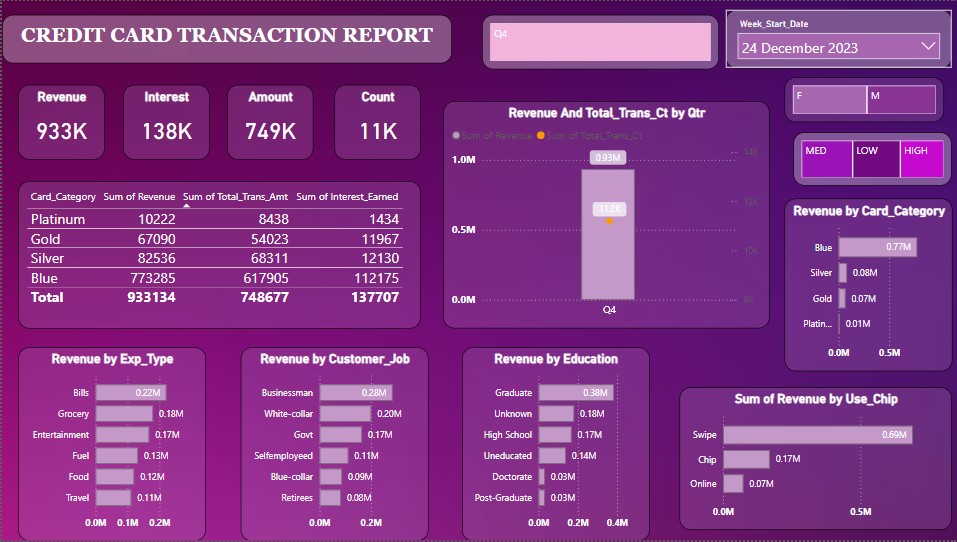 CREDIT CARD TRANSACTION REPORT
Q4
Week_Start_Date
24 December 2023
Revenue
933K
Interest
138K
Amount
749K
Count
11K
F M
MED LOW HIGH
Revenue And Total_Trans_Ct by Qtr
Sum of Revenue Sum of Total_Trans_Ct
1.0M
0.5M
0.0M
0.93M
11.2K
14K
12K
10K
8K
Q4
Card_Category Sum of Revenue Sum of Total_Trans_Amt Sum of Interest_Earned
Platinum 10222 8438 1434
Gold 67090 54023 11967
Silver 82536 68311 12130
Blue 773285 617905 112175
Total 933134 748677 137707
Revenue by Card_Category
Blue 0.77M
Silver 0.08M
Gold 0.07M
Platin... 0.01M
0.0M 0.5M
Revenue by Exp_Type
Bills 0.22M
Grocery 0.18M
Entertainment 0.17M
Fuel 0.13M
Food 0.12M
Travel 0.11M
0.0M 0.1M 0.2M
Revenue by Customer_Job
Businessman 0.28M
White-collar 0.20M
Govt 0.17M
Selfemployeed 0.11M
Blue-collar 0.09M
Retirees 0.08M
0.0M 0.2M
Revenue by Education
Graduate 0.38M
Unknown 0.18M
High School 0.17M
Uneducated 0.14M
Doctorate 0.03M
Post-Graduate 0.03M
0.0M 0.2M 0.4M
Sum of Revenue by Use_Chip
Swipe 0.69M
Chip 0.17M
Online 0.07M
0.0M 0.5M